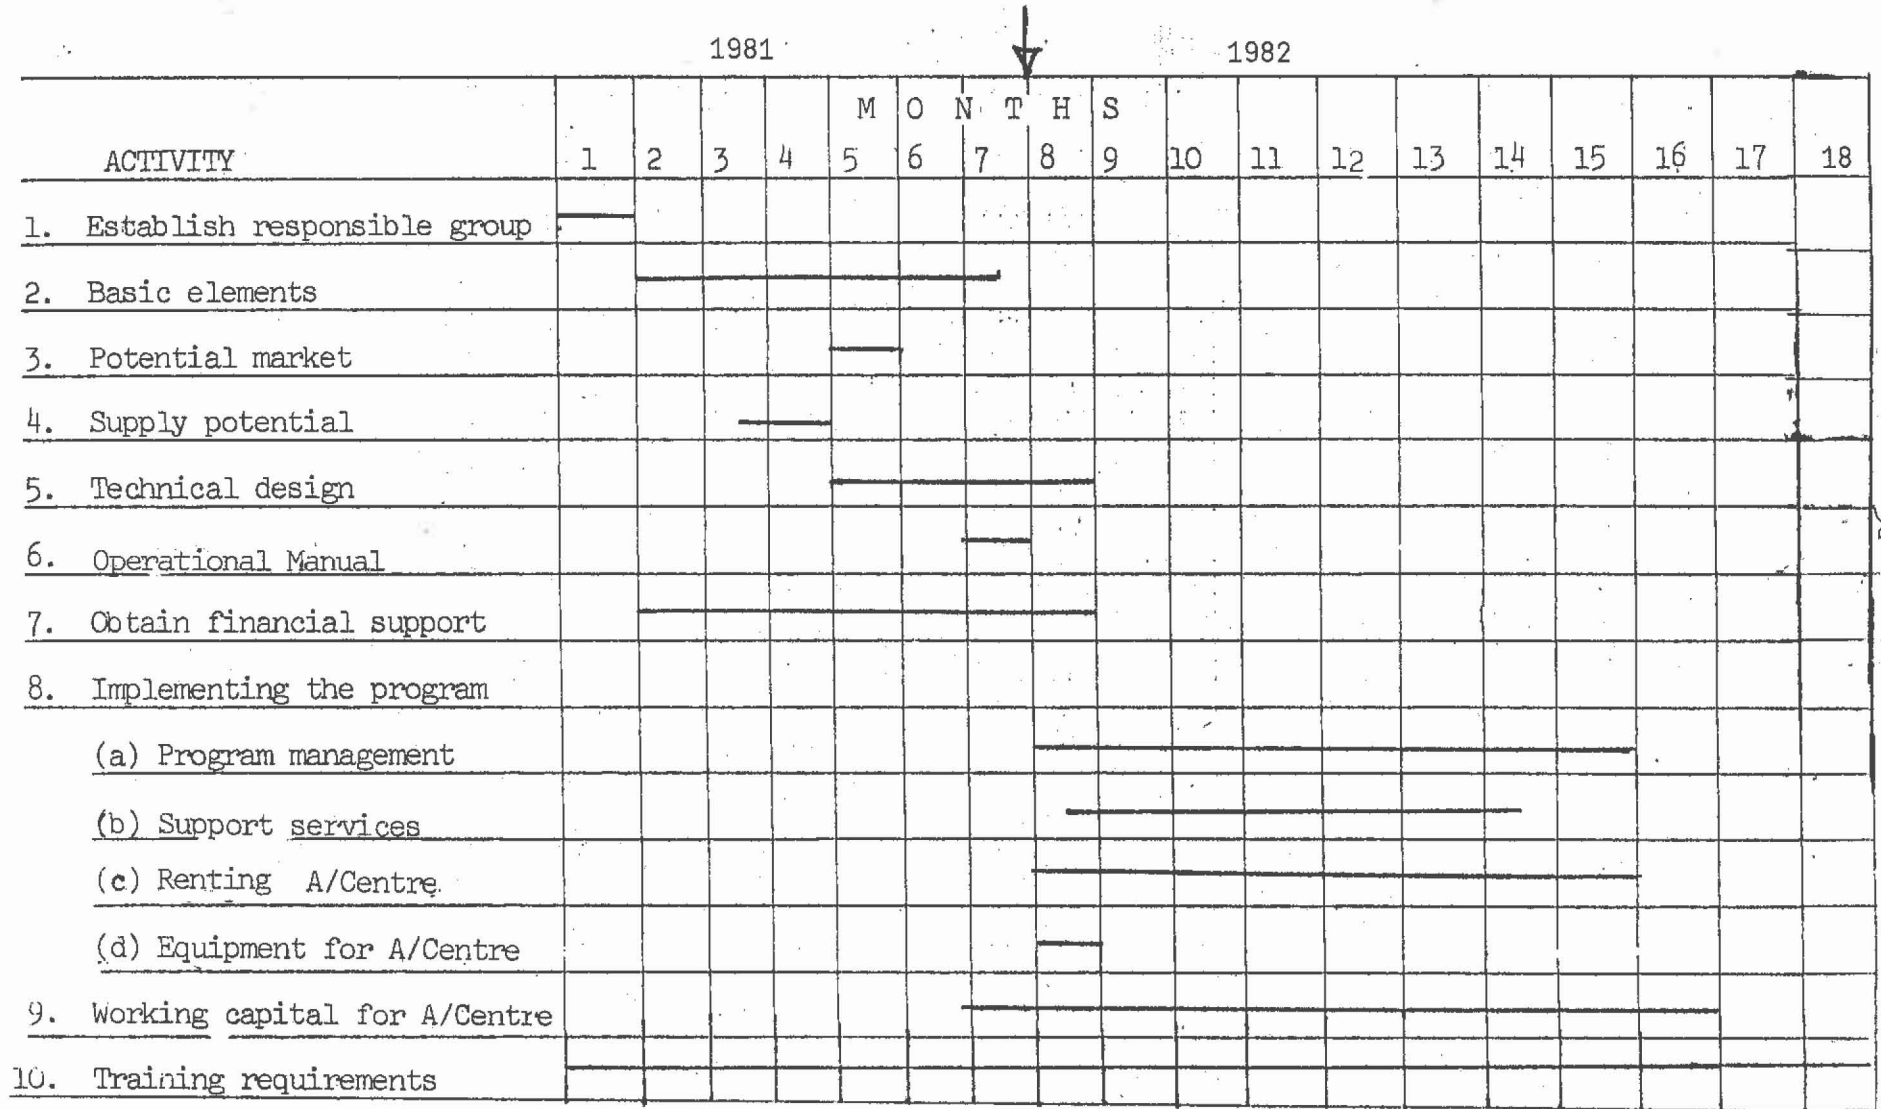 1981 1982
M O N T H S
ACTIVITY 1 2 3 4 5 6 7 8 9 10 11 12 13 14 15 16 17 18
1. Establish responsible group
2. Basic elements
3. Potential market
4. Supply potential
5. Technical design
6. Operational Manual
7. Obtain financial support
8. Implementing the program
(a) Program management
(b) Support services
(c) Renting A/Centre
(d) Equipment for A/Centre
9. Working capital for A/Centre
10. Training requirements